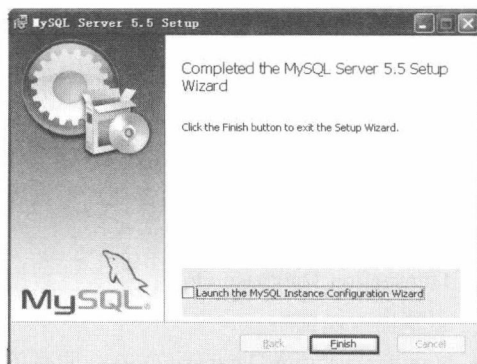 MySQL Server 5.5 Setup
Completed the MySQL Server 5.5 Setup
Wizard
Click the Finish button to exit the Setup Wizard.
MySQL®
Launch the MySQL Instance Configuration Wizard
Back
Finish
Cancel